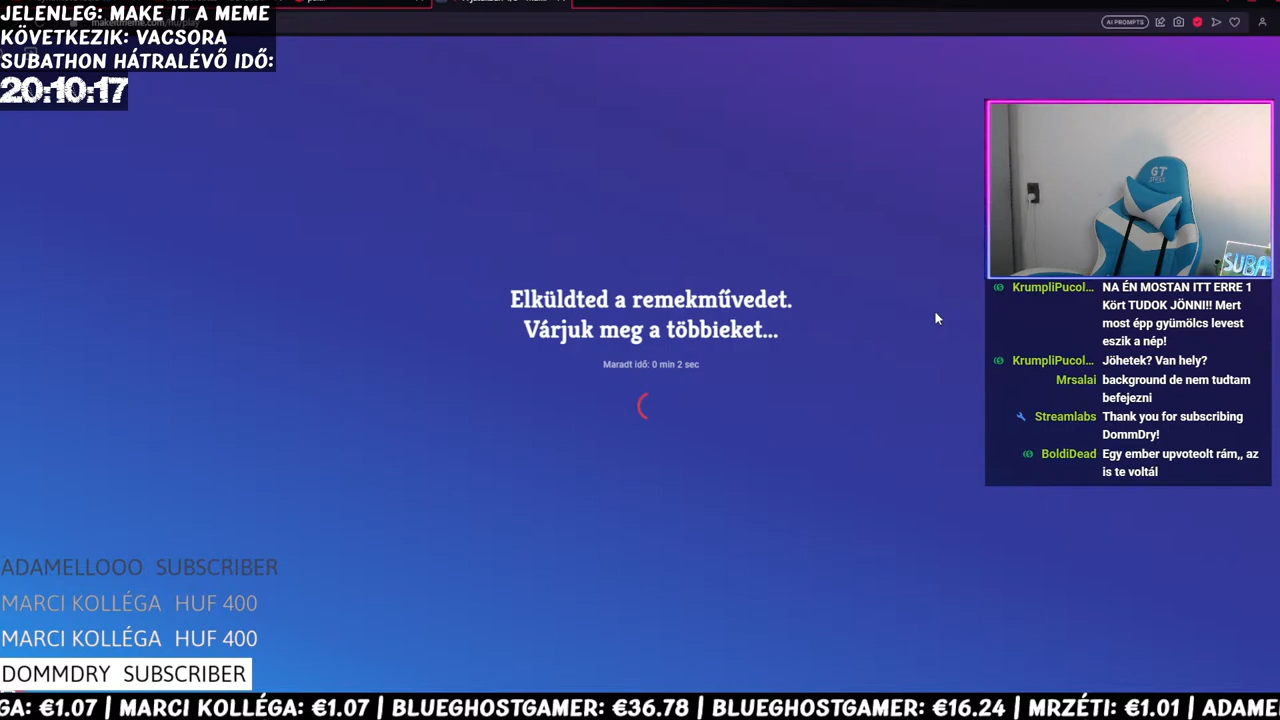 JELENLEG: MAKE IT A MEME
KÖVETKEZIK: VACSORA
SUBATHON HÁTRALÉVŐ IDŐ:
20:10:17
AI PROMPTS
GT
SUBA
Elküldted a remekművedet.
Várjuk meg a többieket...
Maradt idő: 0 min 2 sec
KrumpliPucol... NA ÉN MOSTAN ITT ERRE 1
Kört TUDOK JÖNNI!!! Mert
most épp gyümölcs levest
eszik a nép!
KrumpliPucol... Jöhetek? Van hely?
Mrsalai background de nem tudtam
befejezni
Streamlabs Thank you for subscribing
DommDry!
BoldiDead Egy ember upvoteolt rám,, az
is te voltál
ADAMELLOOO SUBSCRIBER
MARCI KOLLÉGA HUF 400
MARCI KOLLÉGA HUF 400
DOMMDRY SUBSCRIBER
GA: €1.07 | MARCI KOLLÉGA: €1.07 | BLUEGHOSTGAMER: €36.78 | BLUEGHOSTGAMER: €16.24 | MRZÉTI: €1.01 | ADAME